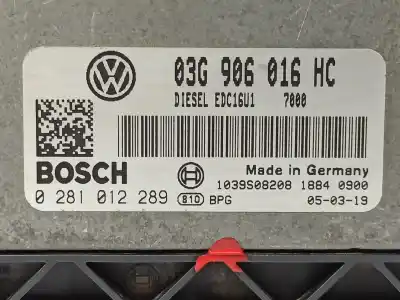 03G 906 016 HC
DIESEL EDC16U1 7000
BOSCH
Made in Germany
0 281 012 289
1039S08208 1884 0900
810 BPG
05-03-19